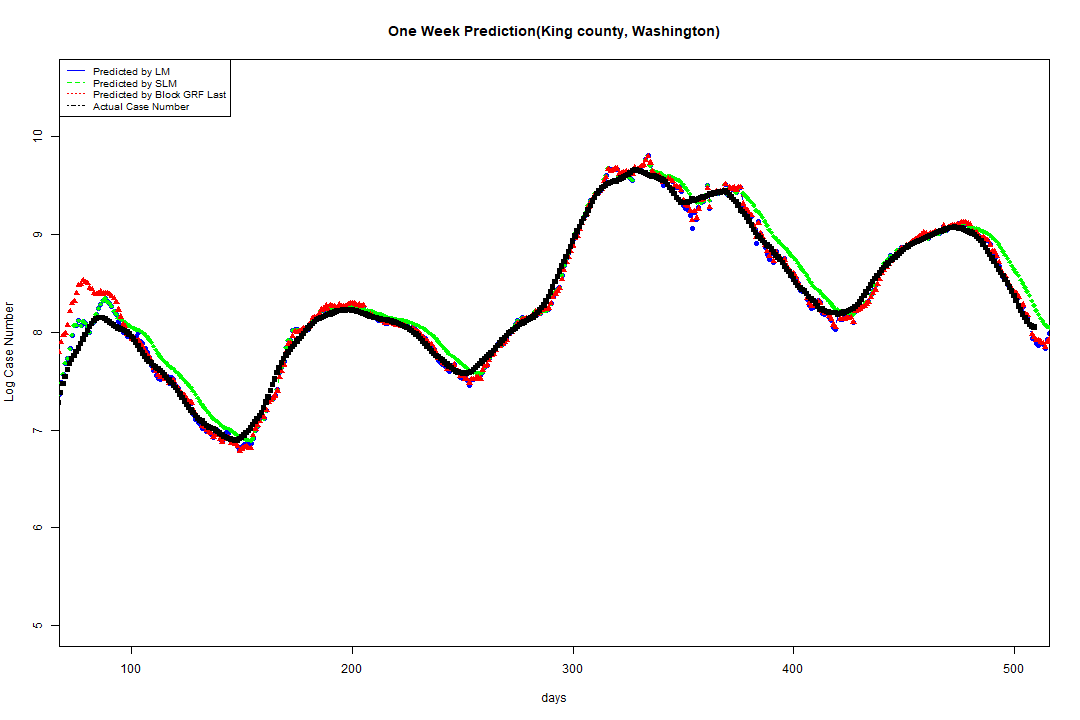 One Week Prediction(King county, Washington)
Predicted by LM
Predicted by SLM
Predicted by Block GRF Last
Actual Case Number
Log Case Number
10
9
8
7
6
5
100 200 300 400 500
days